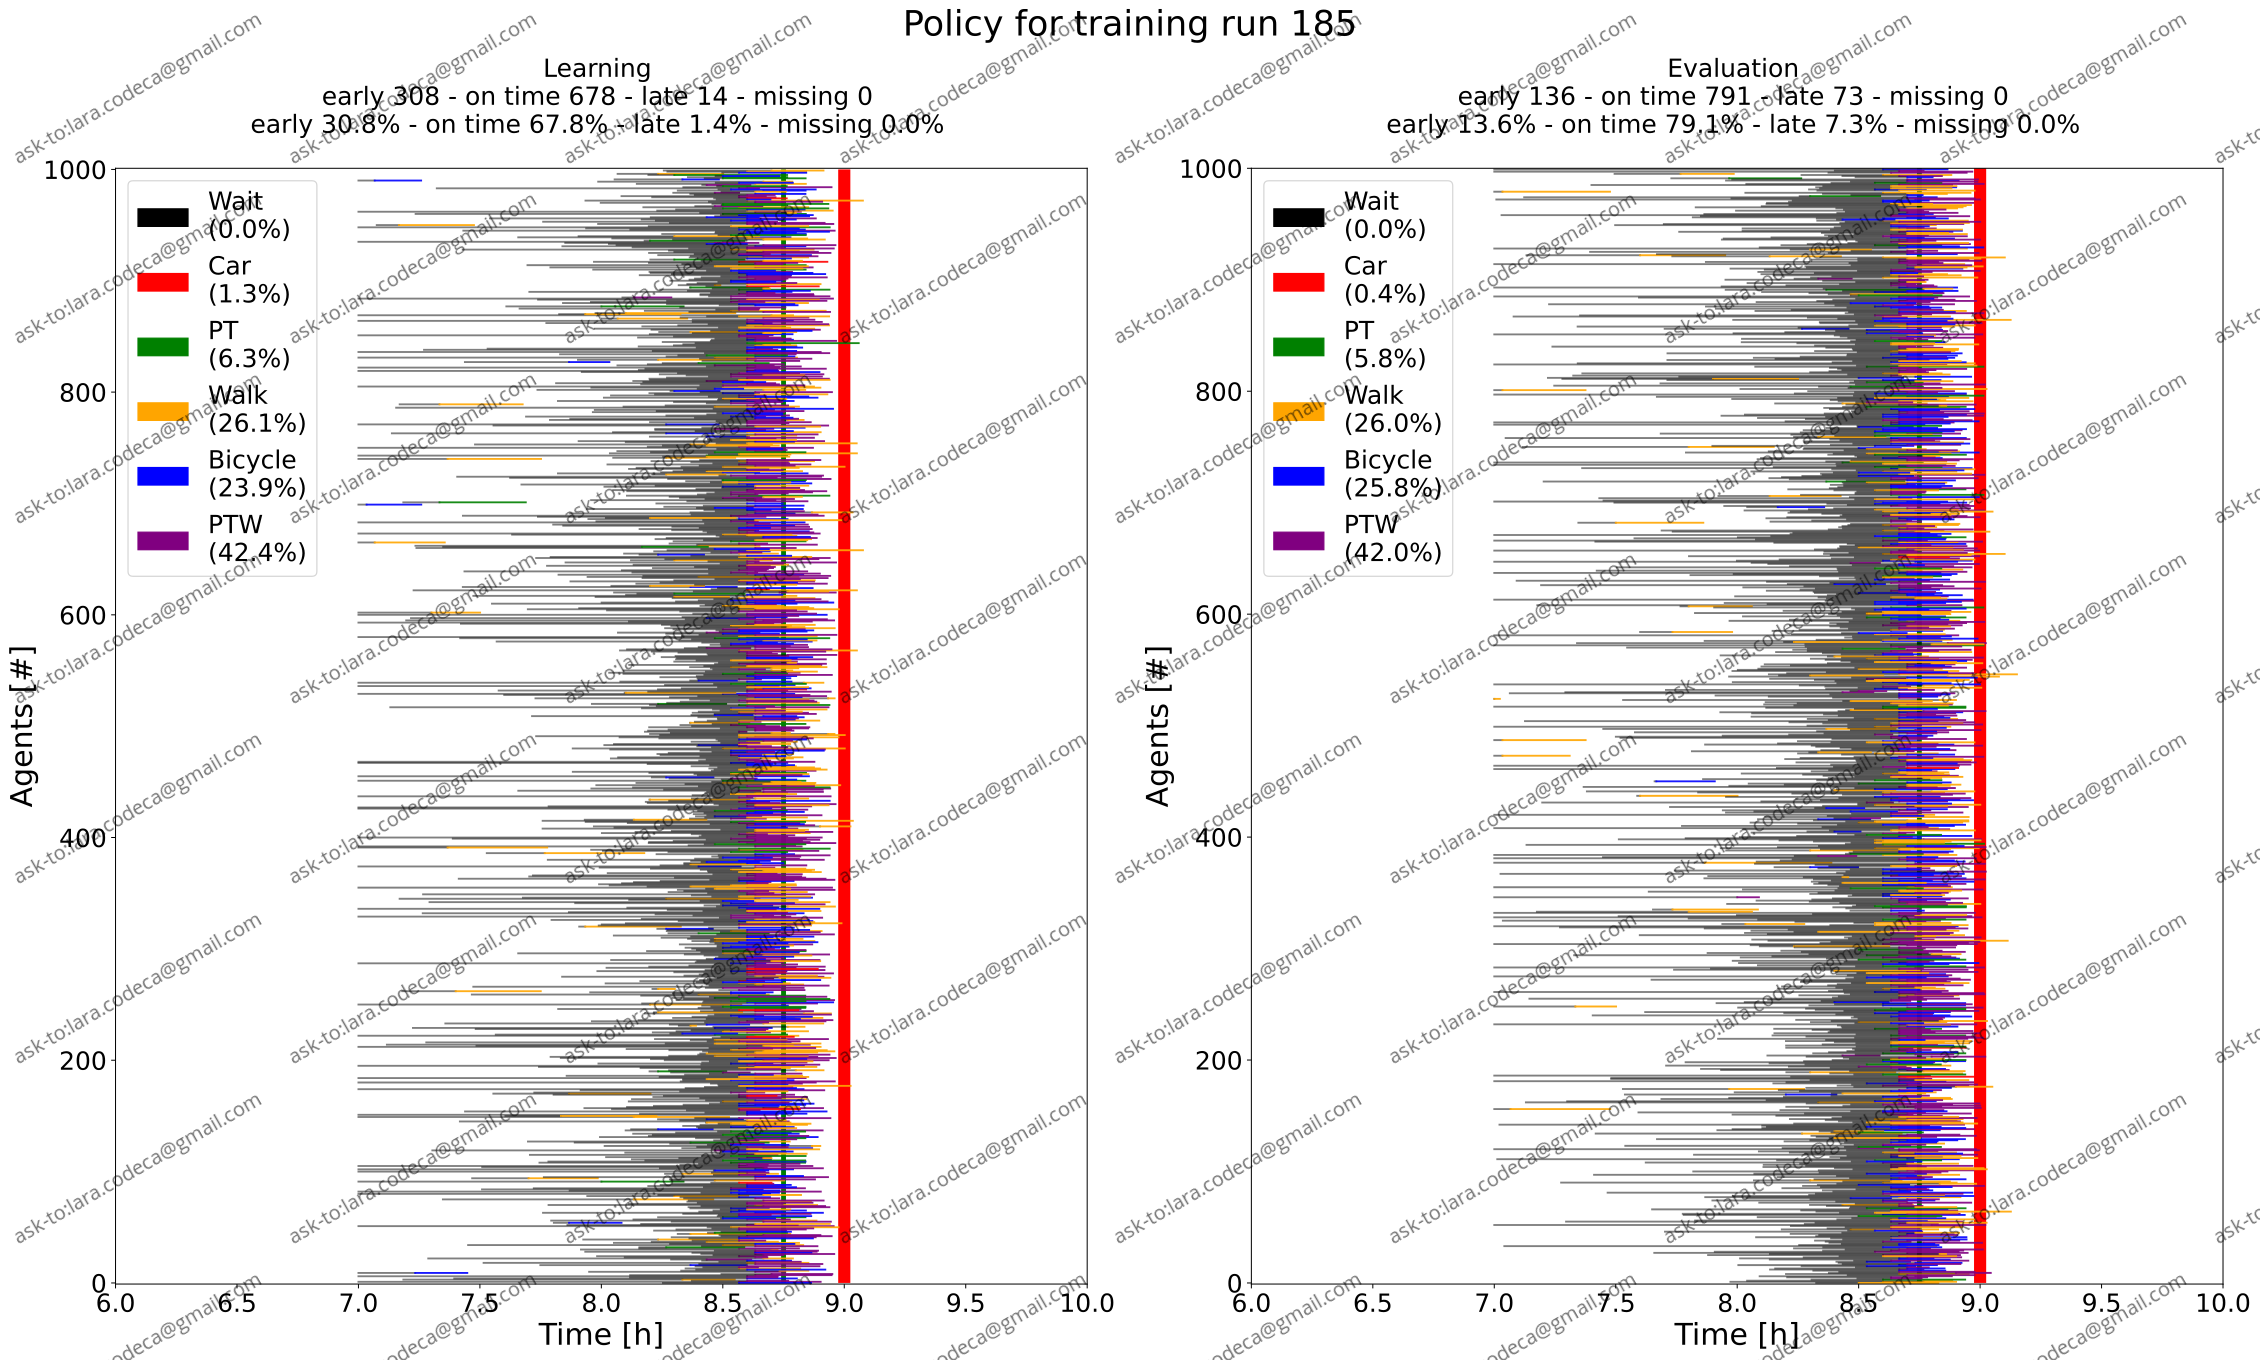 Policy for training run 185
Learning
early 308 - on time 678 - late 14 - missing 0
early 30.8% - on time 67.8% - late 1.4% - missing 0.0%
1000
800
600
400
200
0
Agents [#]
Wait
(0.0%)
Car
(1.3%)
PT
(6.3%)
Walk
(26.1%)
Bicycle
(23.9%)
PTW
(42.4%)
6.0 6.5 7.0 7.5 8.0 8.5 9.0 9.5 10.0
Time [h]
Evaluation
early 136 - on time 791 - late 73 - missing 0
early 13.6% - on time 79.1% - late 7.3% - missing 0.0%
1000
800
600
400
200
0
Agents [#]
Wait
(0.0%)
Car
(0.4%)
PT
(5.8%)
Walk
(26.0%)
Bicycle
(25.8%)
PTW
(42.0%)
6.0 6.5 7.0 7.5 8.0 8.5 9.0 9.5 10.0
Time [h]
ask-to:lara.codeca@gmail.com